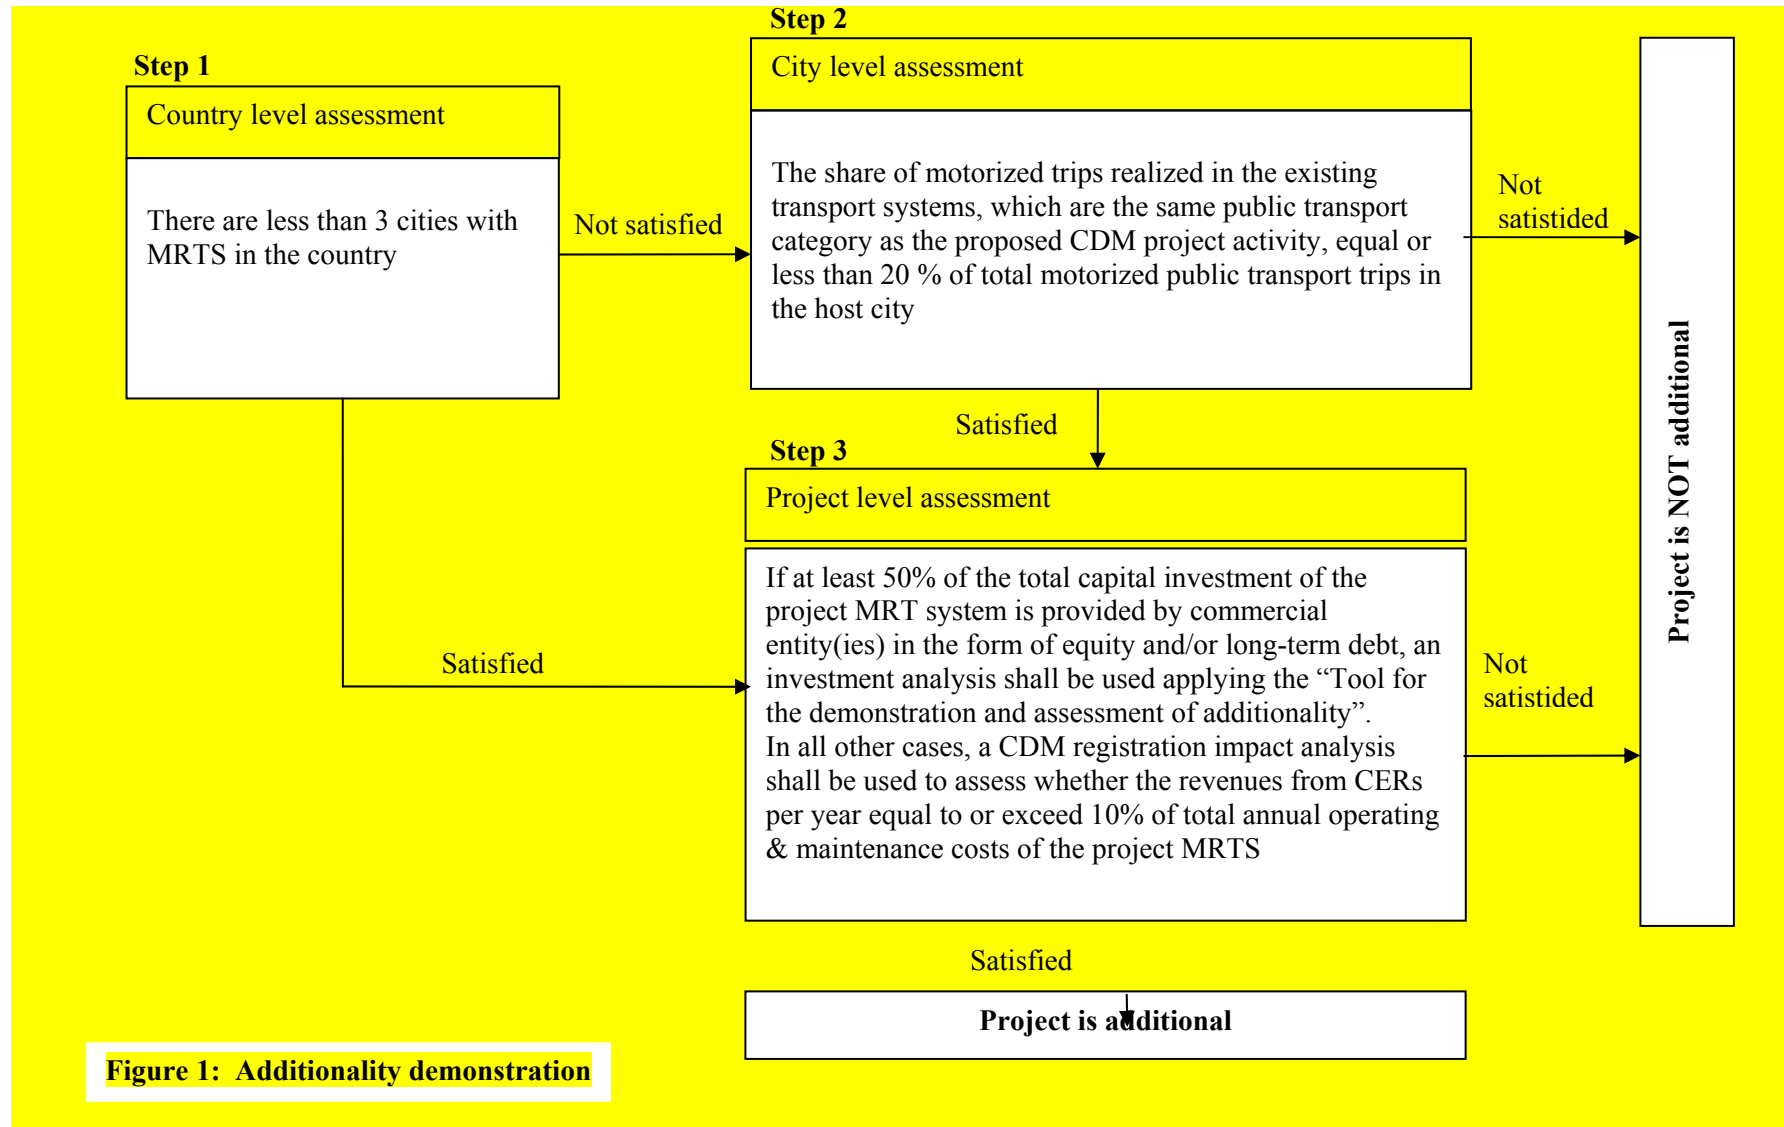 Step 1
Country level assessment
There are less than 3 cities with
MRTS in the country
Not satisfied
Step 2
City level assessment
The share of motorized trips realized in the existing
transport systems, which are the same public transport
category as the proposed CDM project activity, equal or
less than 20 % of total motorized public transport trips in
the host city
Not
satistided
Satisfied
Satisfied
Step 3
Project level assessment
If at least 50% of the total capital investment of the
project MRT system is provided by commercial
entity(ies) in the form of equity and/or long-term debt, an
investment analysis shall be used applying the “Tool for
the demonstration and assessment of additionality”.
In all other cases, a CDM registration impact analysis
shall be used to assess whether the revenues from CERs
per year equal to or exceed 10% of total annual operating
& maintenance costs of the project MRTS
Not
satistided
Project is NOT additional
Satisfied
Project is additional
Figure 1: Additionality demonstration